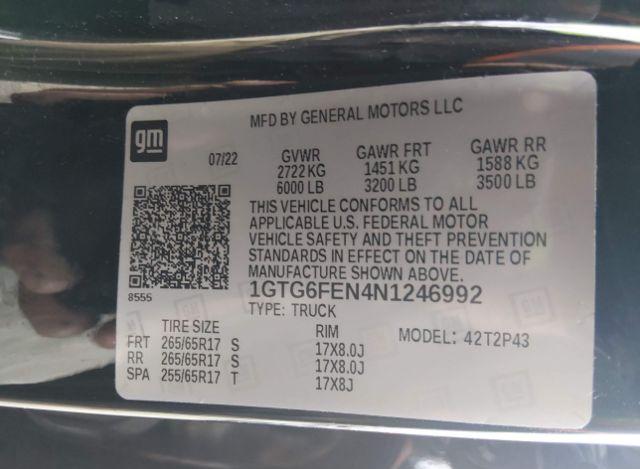 MFD BY GENERAL MOTORS LLC
gm
07/22 GVWR GAWR FRT GAWR RR
2722 KG 1451 KG 1588 KG
6000 LB 3200 LB 3500 LB
THIS VEHICLE CONFORMS TO ALL
APPLICABLE U.S. FEDERAL MOTOR
VEHICLE SAFETY AND THEFT PREVENTION
STANDARDS IN EFFECT ON THE DATE OF
MANUFACTURE SHOWN ABOVE.
8555
1GTG6FEN4N1246992
TYPE: TRUCK
TIRE SIZE RIM MODEL: 42T2P43
FRT 265/65R17 S 17X8.0J
RR 265/65R17 S 17X8.0J
SPA 255/65R17 T 17X8J